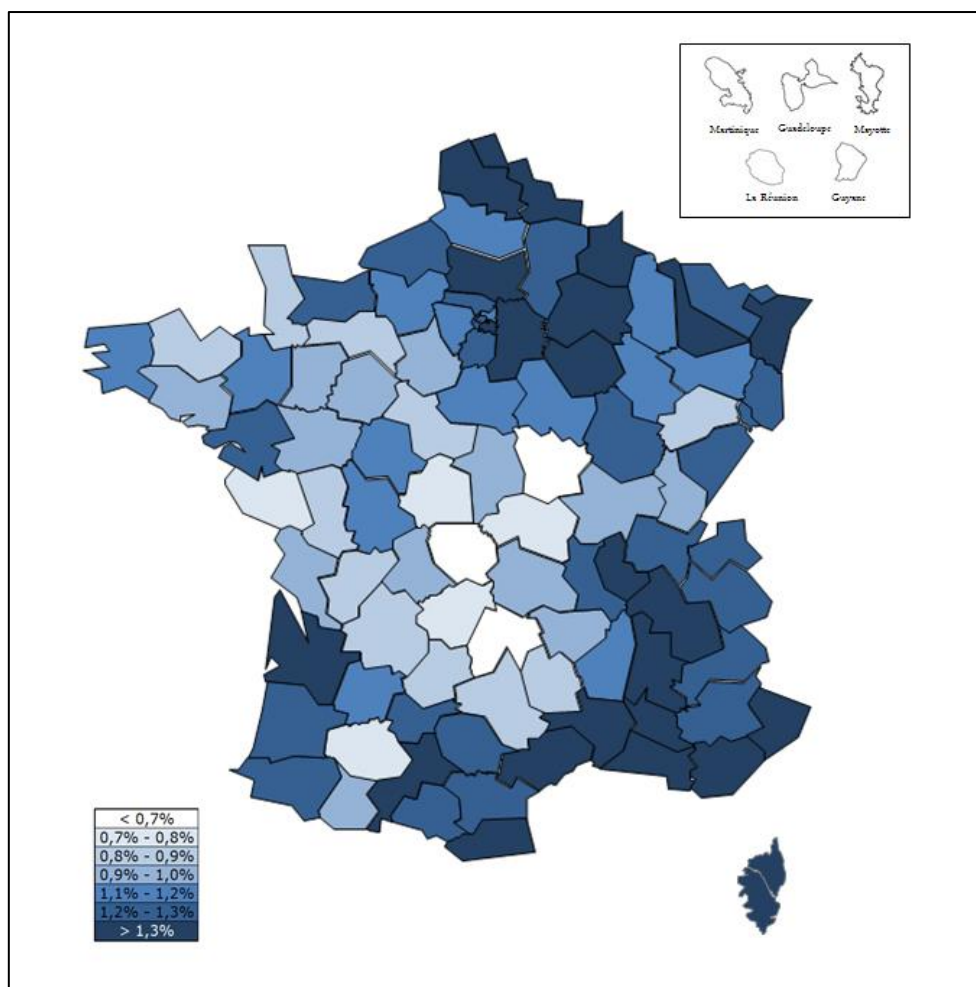 Martinique Guadeloupe Mayotte
La Réunion Guyane
< 0,7%
0,7% - 0,8%
0,8% - 0,9%
0,9% - 1,0%
1,1% - 1,2%
1,2% - 1,3%
> 1,3%